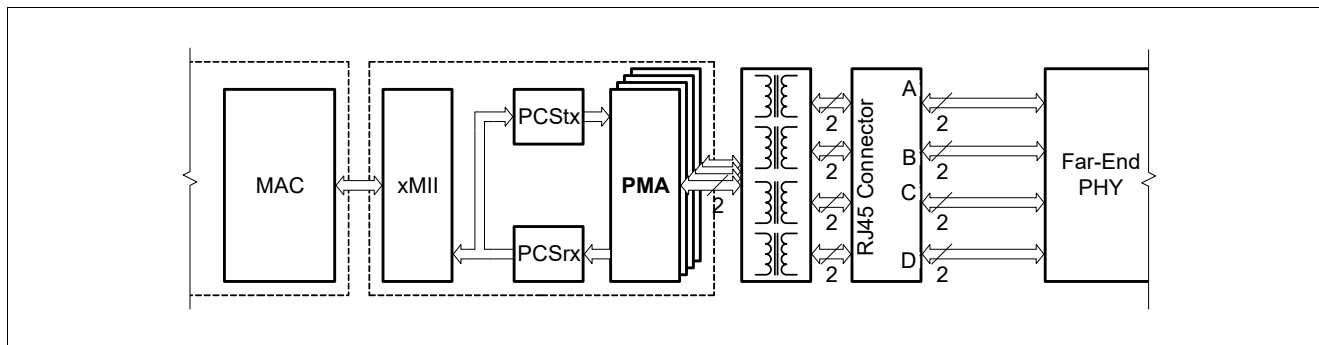 MAC
xMII
PCStx
PCSrx
PMA
2
2
2
2
2
RJ45 Connector
A
B
C
D
2
2
2
2
Far-End
PHY